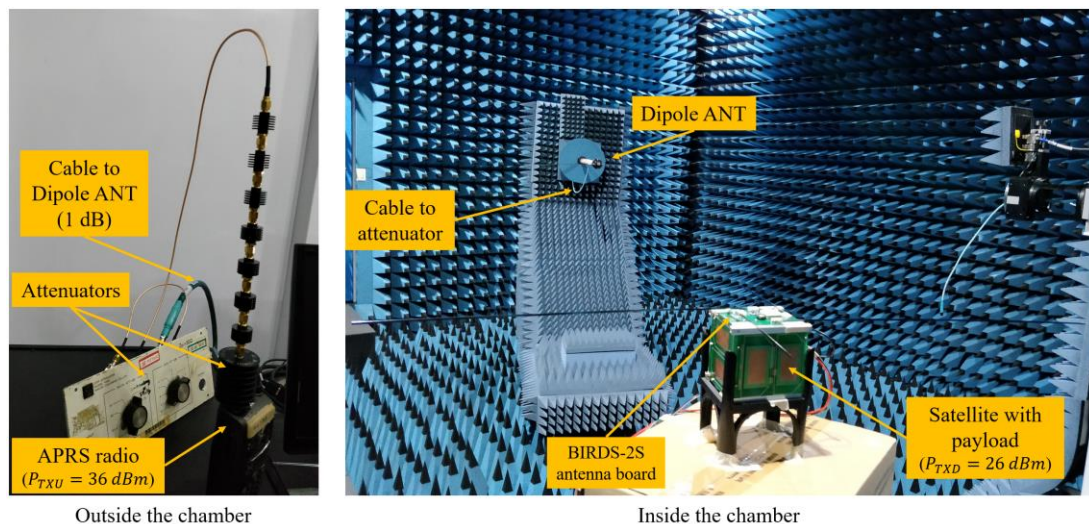 Cable to
Dipole ANT
(1 dB)
Attenuators
APRS radio
(P_TXU = 36 dBm)
Outside the chamber
Dipole ANT
Cable to
attenuator
BIRDS-2S
antenna board
Satellite with
payload
(P_TXD = 26 dBm)
Inside the chamber